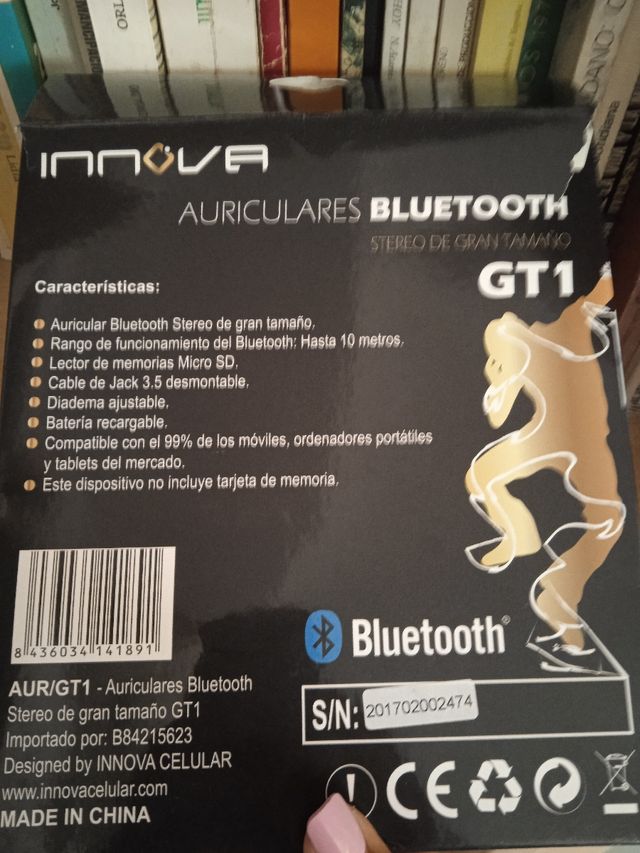 INNOVA
AURICULARES BLUETOOTH
STEREO DE GRAN TAMAÑO
GT1
Características:
Auricular Bluetooth Stereo de gran tamaño.
Rango de funcionamiento del Bluetooth: Hasta 10 metros.
Lector de memorias Micro SD.
Cable de Jack 3.5 desmontable.
Diadema ajustable.
Batería recargable.
Compatible con el 99% de los móviles, ordenadores portátiles
y tablets del mercado.
Este dispositivo no incluye tarjeta de memoria.
8 436034 141891
AUR/GT1 - Auriculares Bluetooth
Stereo de gran tamaño GT1
Importado por: B84215623
Designed by INNOVA CELULAR
www.innovacelular.com
MADE IN CHINA
Bluetooth®
S/N: 201702002474
CE